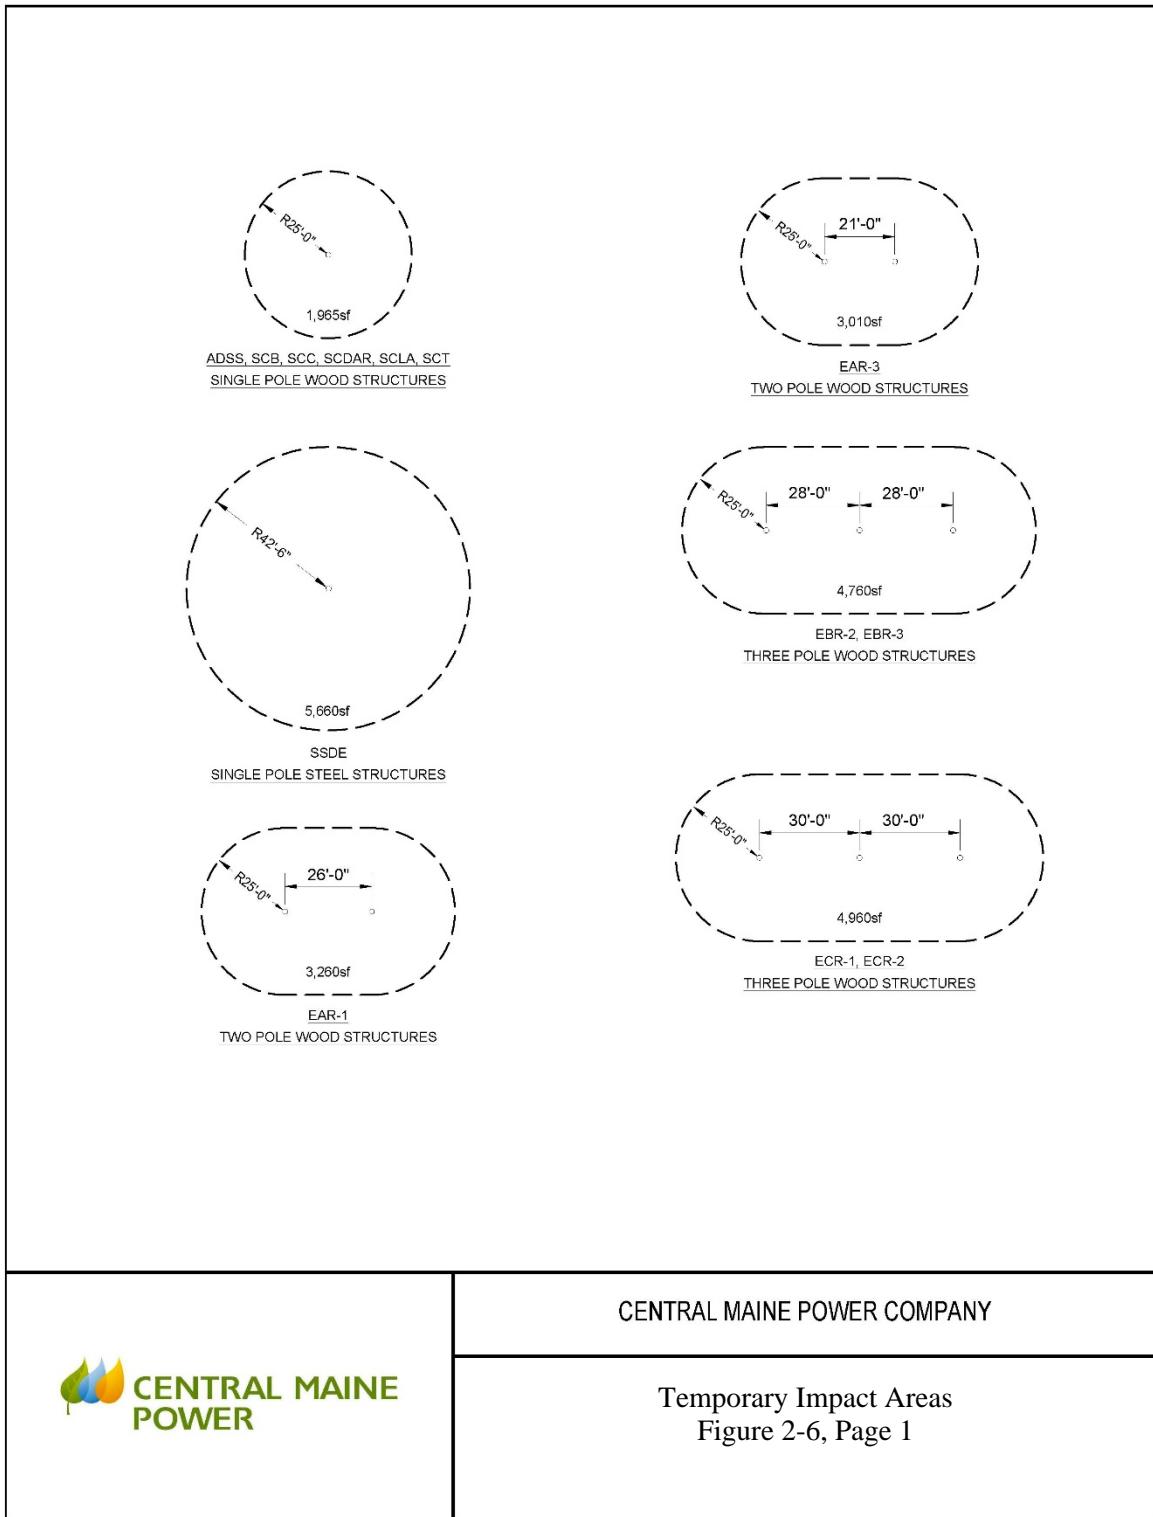 R25'-0"
1,965sf
ADSS, SCB, SCC, SCDAR, SCLA, SCT
SINGLE POLE WOOD STRUCTURES
R42'-6"
5,660sf
SSDE
SINGLE POLE STEEL STRUCTURES
R25'-0"
26'-0"
3,260sf
EAR-1
TWO POLE WOOD STRUCTURES
R25'-0"
21'-0"
3,010sf
EAR-3
TWO POLE WOOD STRUCTURES
R25'-0"
28'-0" 28'-0"
4,760sf
EBR-2, EBR-3
THREE POLE WOOD STRUCTURES
R25'-0"
30'-0" 30'-0"
4,960sf
ECR-1, ECR-2
THREE POLE WOOD STRUCTURES
CENTRAL MAINE
POWER
CENTRAL MAINE POWER COMPANY
Temporary Impact Areas
Figure 2-6, Page 1